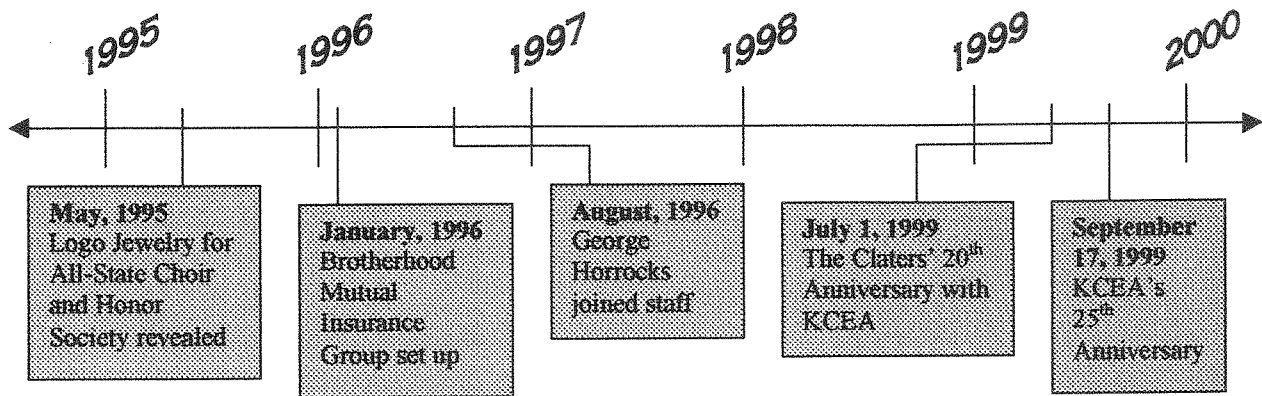 1995
1996
1997
1998
1999
2000
May, 1995
Logo Jewelry for
All-State Choir
and Honor
Society revealed
January, 1996
Brotherhood
Mutual
Insurance
Group set up
August, 1996
George
Horrocks
joined staff
July 1, 1999
The Claters' 20th
Anniversary with
KCEA
September
17, 1999
KCEA's
25th
Anniversary